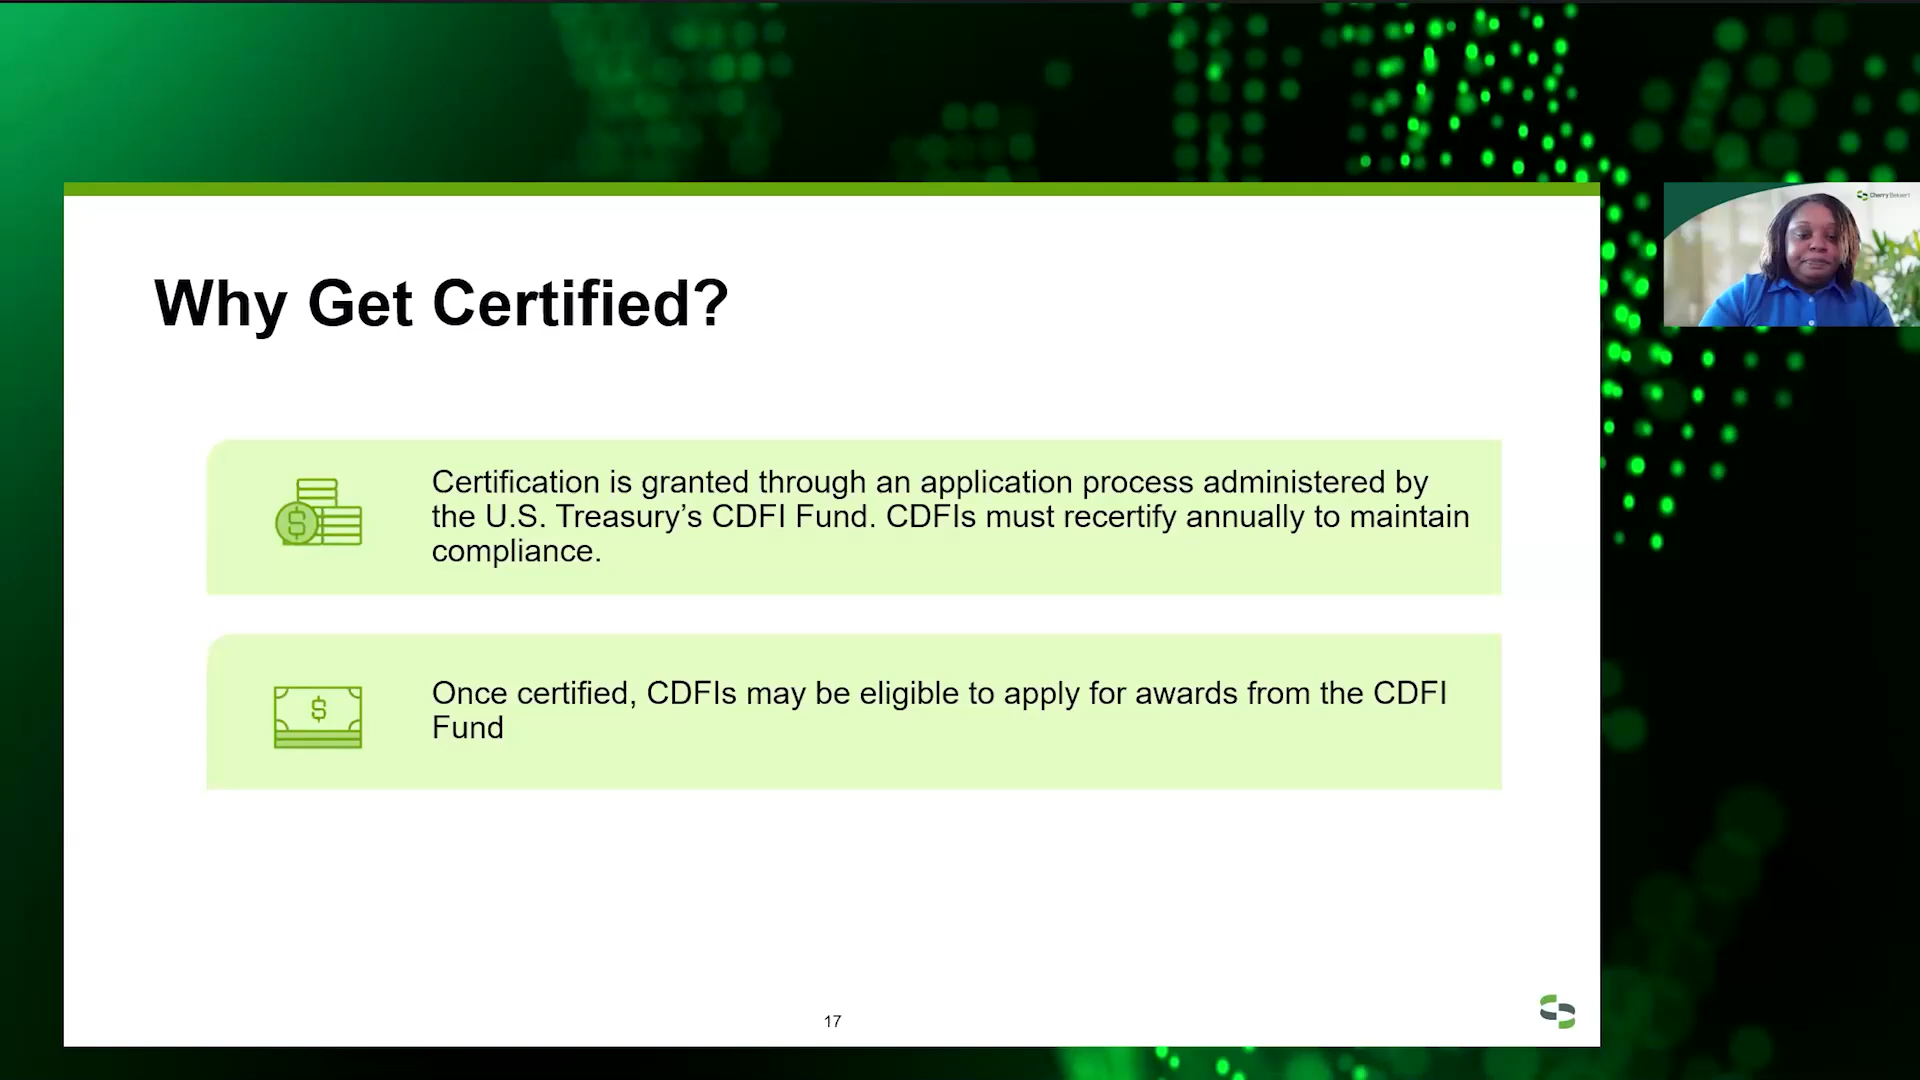 Cherry Bekaert
Why Get Certified?
Certification is granted through an application process administered by
the U.S. Treasury’s CDFI Fund. CDFIs must recertify annually to maintain
compliance.
Once certified, CDFIs may be eligible to apply for awards from the CDFI
Fund
17